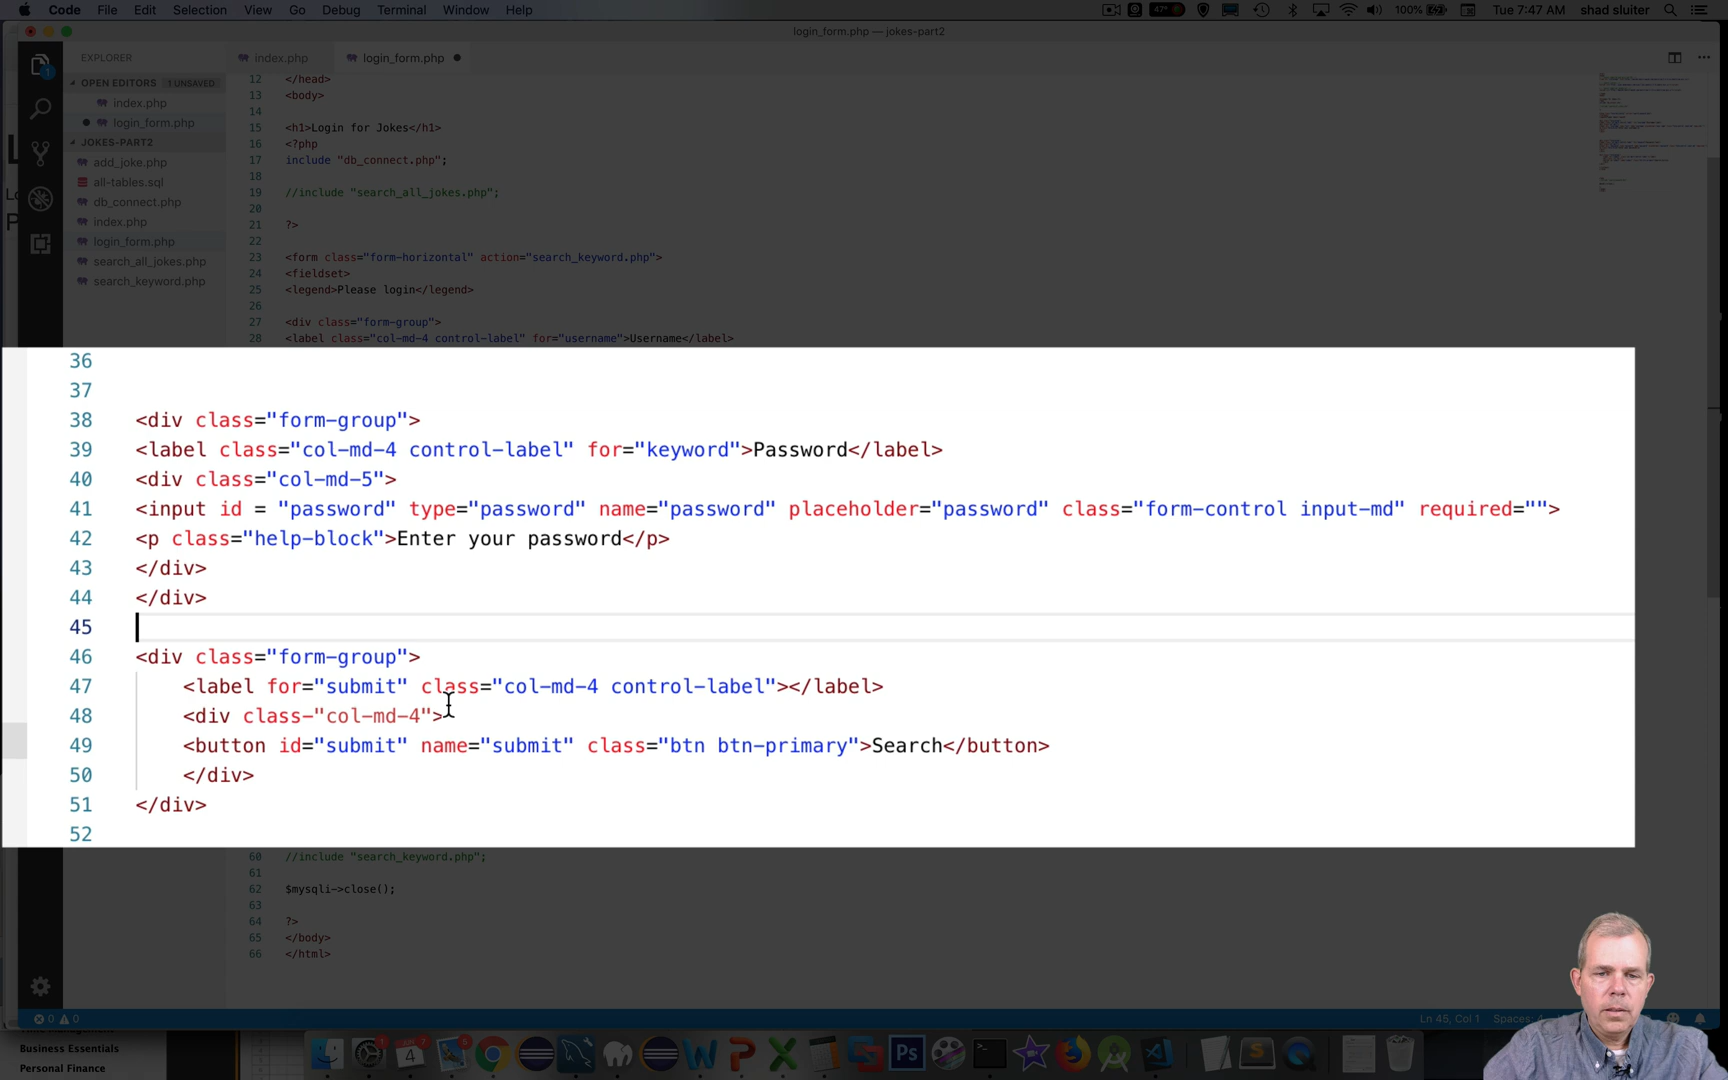 Code File Edit Selection View Go Debug Terminal Window Help
47° 100% Tue 7:47 AM shad sluiter
login_form.php — jokes-part2
EXPLORER
index.php
login_form.php
OPEN EDITORS 1 UNSAVED
index.php
login_form.php
JOKES-PART2
add_joke.php
all-tables.sql
db_connect.php
index.php
login_form.php
search_all_jokes.php
search_keyword.php
12 </head>
13 <body>
14
15 <h1>Login for Jokes</h1>
16 <?php
17 include "db_connect.php";
18
19 //include "search_all_jokes.php";
20
21 ?>
22
23 <form class="form-horizontal" action="search_keyword.php">
24 <fieldset>
25 <legend>Please login</legend>
26
27 <div class="form-group">
28 <label class="col-md-4 control-label" for="username">Username</label>
36
37
38 <div class="form-group">
39 <label class="col-md-4 control-label" for="keyword">Password</label>
40 <div class="col-md-5">
41 <input id = "password" type="password" name="password" placeholder="password" class="form-control input-md" required="">
42 <p class="help-block">Enter your password</p>
43 </div>
44 </div>
45
46 <div class="form-group">
47 <label for="submit" class="col-md-4 control-label"></label>
48 <div class-"col-md-4">
49 <button id="submit" name="submit" class="btn btn-primary">Search</button>
50 </div>
51 </div>
52
60 //include "search_keyword.php";
61
62 $mysqli->close();
63
64 ?>
65 </body>
66 </html>
0 0
Ln 45, Col 1
Business Essentials
Personal Finance